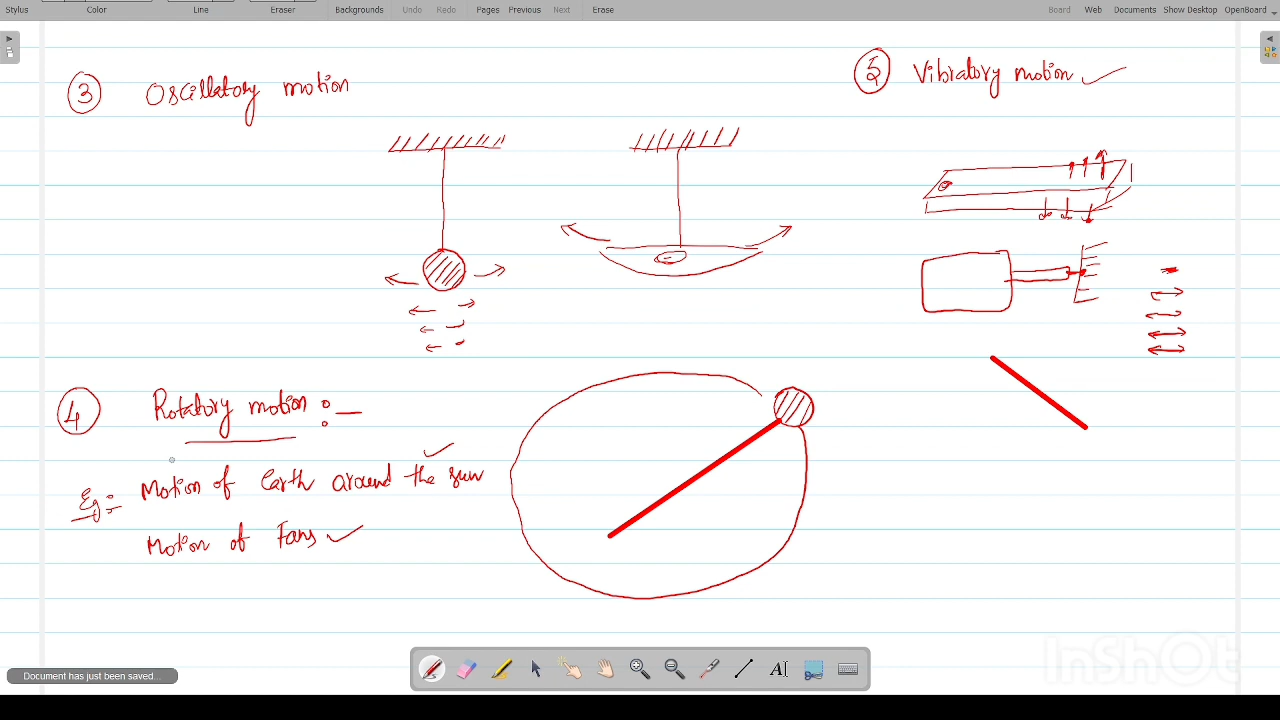 Stylus Color Line Eraser Backgrounds Undo Redo Pages Previous Next Erase Board Web Documents Show Desktop OpenBoard
③ Oscillatory motion
⑤ Vibratory motion
④ Rotatory motion :-
Eg:- Motion of Earth around the sun
Motion of Fans
Document has just been saved...
InShOt